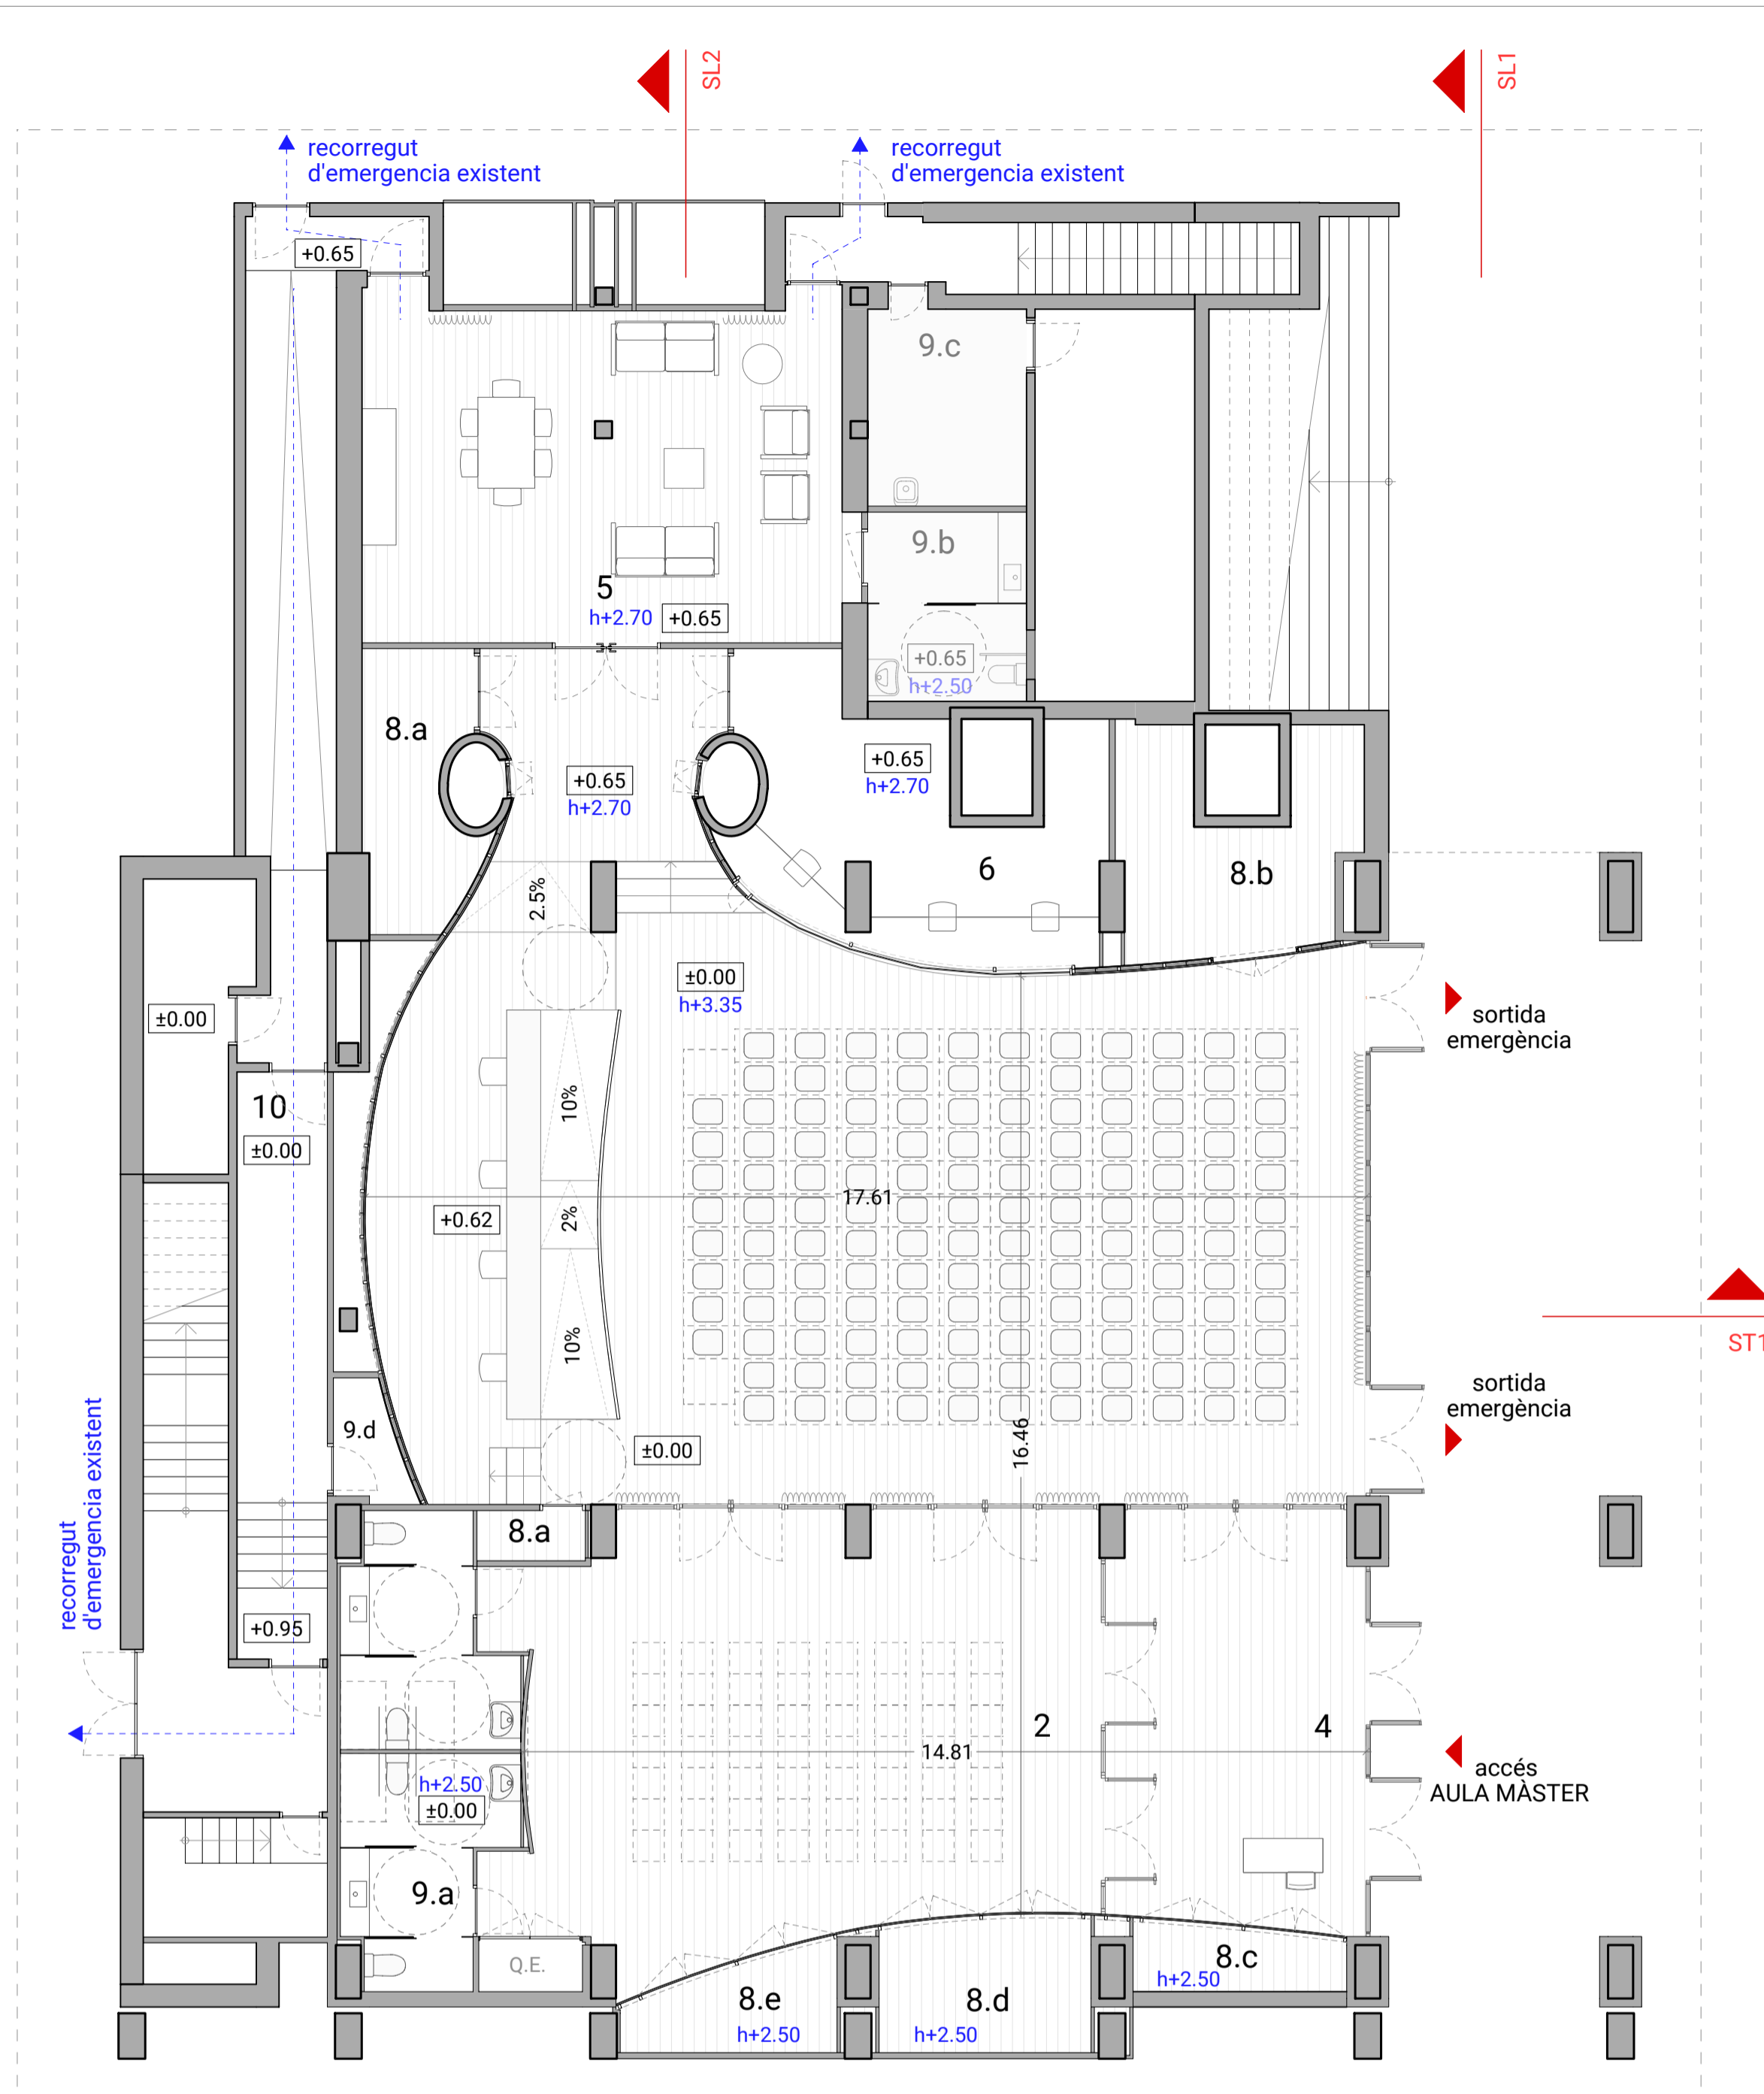 SL2
SL1
recorregut
d'emergencia existent
recorregut
d'emergencia existent
+0.65
9.c
9.b
5
h+2.70
+0.65
+0.65
h+2.50
8.a
+0.65
h+2.70
+0.65
h+2.70
6
8.b
2.5%
±0.00
h+3.35
±0.00
sortida
emergència
10
±0.00
10%
17.61
+0.62
2%
ST1
10%
sortida
emergència
9.d
16.46
±0.00
recorregut
d'emergencia existent
8.a
+0.95
2
4
14.81
accés
AULA MÀSTER
h+2.50
±0.00
9.a
Q.E.
8.c
h+2.50
8.e
h+2.50
8.d
h+2.50